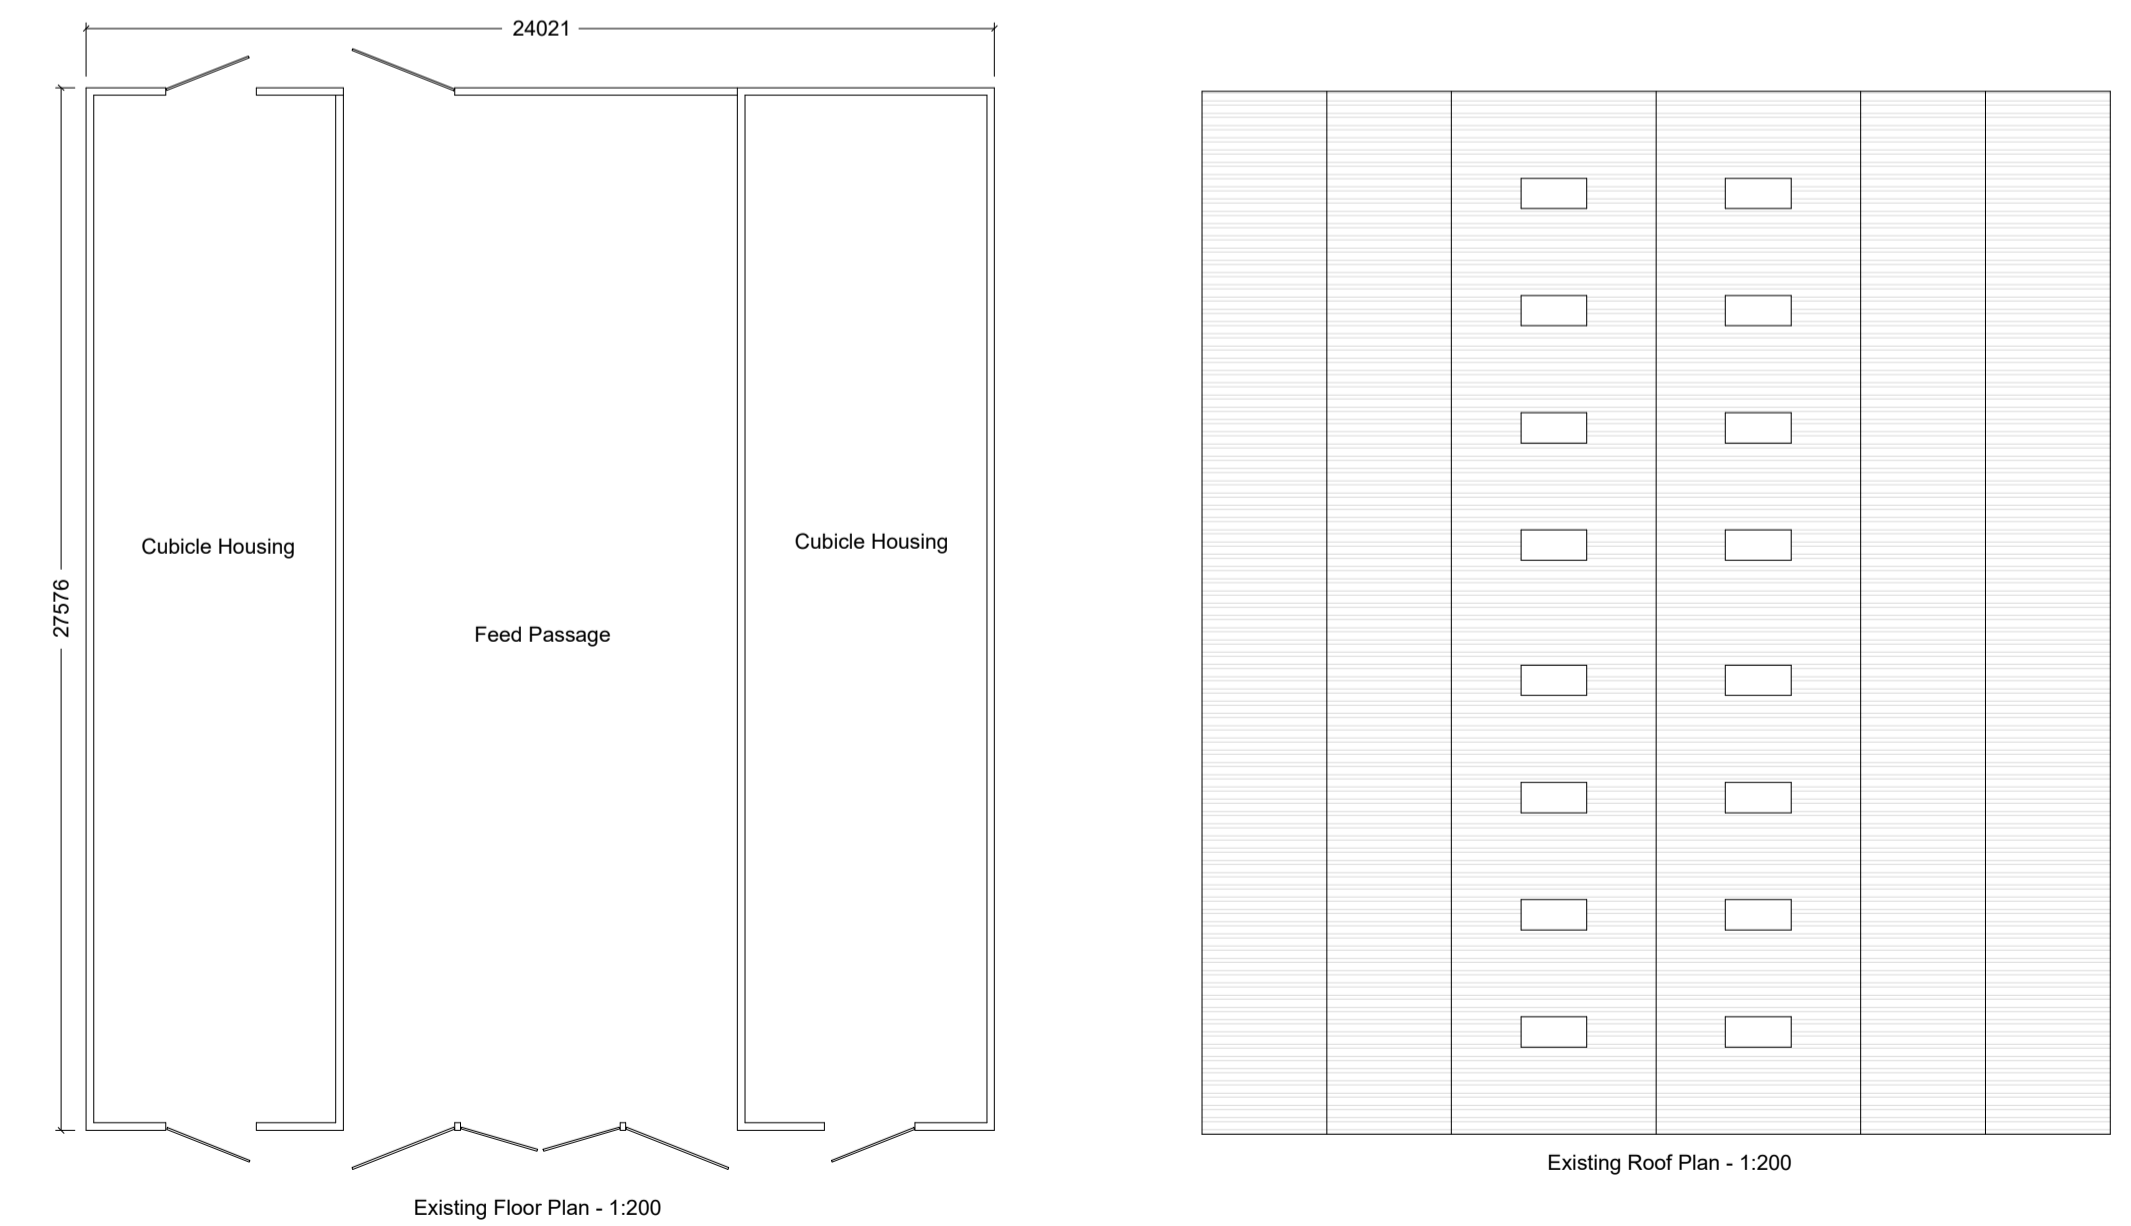 24021
27576
Cubicle Housing
Cubicle Housing
Feed Passage
Existing Floor Plan - 1:200
Existing Roof Plan - 1:200